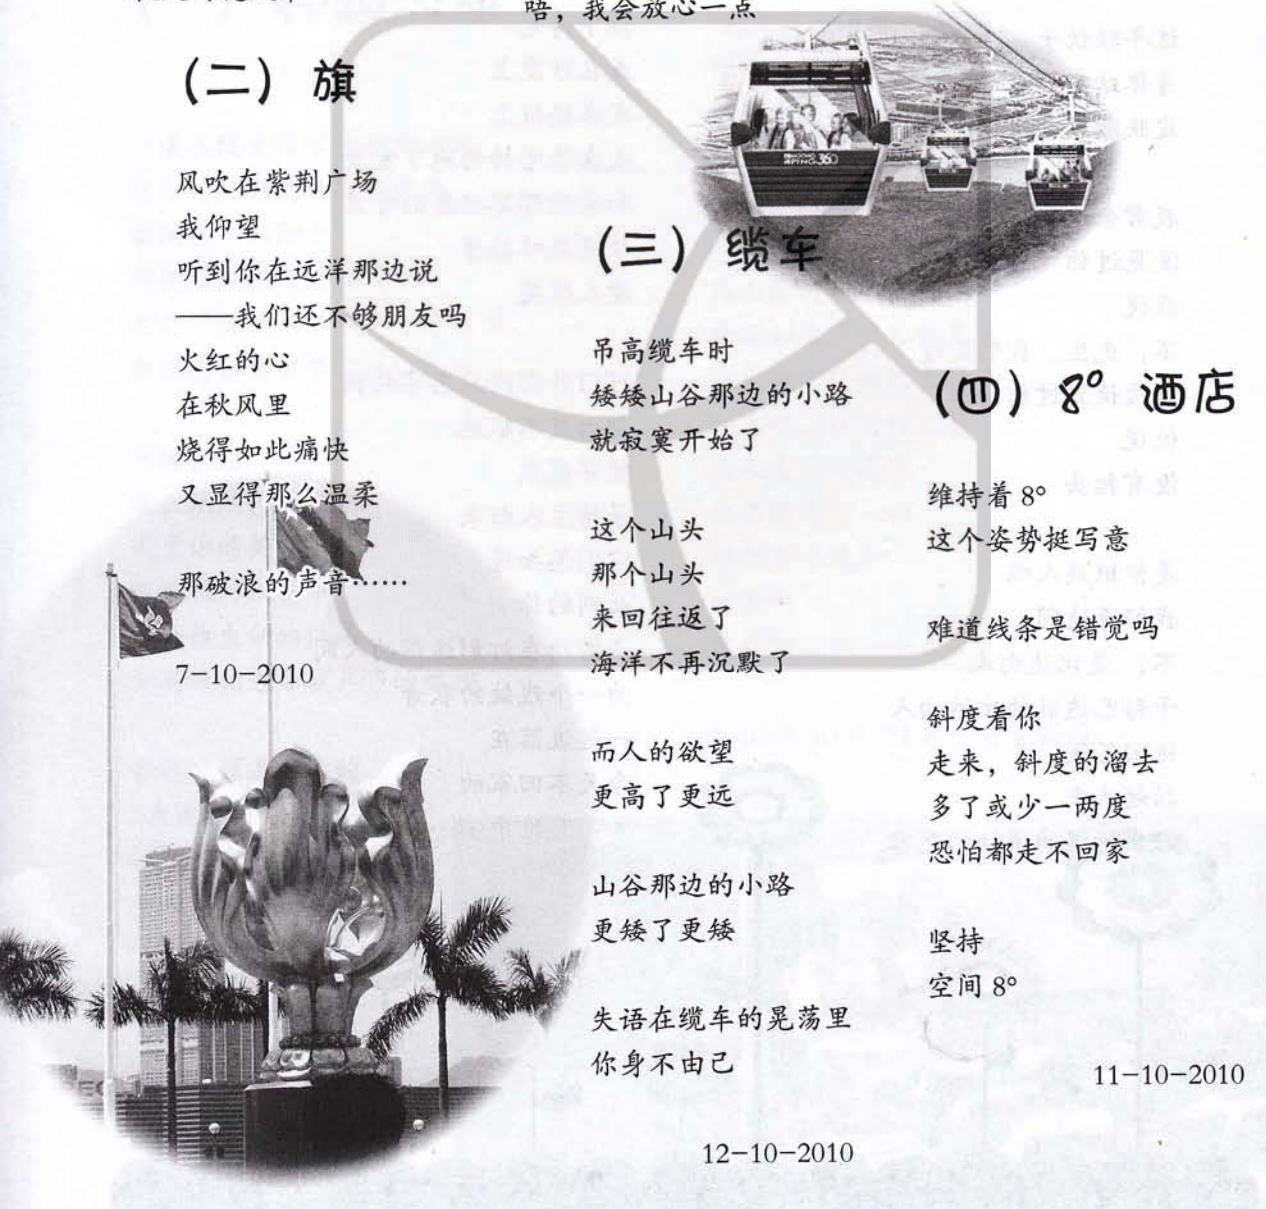 唔，我会放心一点
（二）旗
风吹在紫荆广场
我仰望
听到你在远洋那边说
——我们还不够朋友吗
火红的心
在秋风里
烧得如此痛快
又显得那么温柔
那破浪的声音……
7-10-2010
（三）缆车
吊高缆车时
矮矮山谷那边的小路
就寂寞开始了
这个山头
那个山头
来回往返了
海洋不再沉默了
而人的欲望
更高了更远
山谷那边的小路
更矮了更矮
失语在缆车的晃荡里
你身不由己
12-10-2010
（四）8° 酒店
维持着 8°
这个姿势挺写意
难道线条是错觉吗
斜度看你
走来，斜度的溜去
多了或少一两度
恐怕都走不回家
坚持
空间 8°
11-10-2010